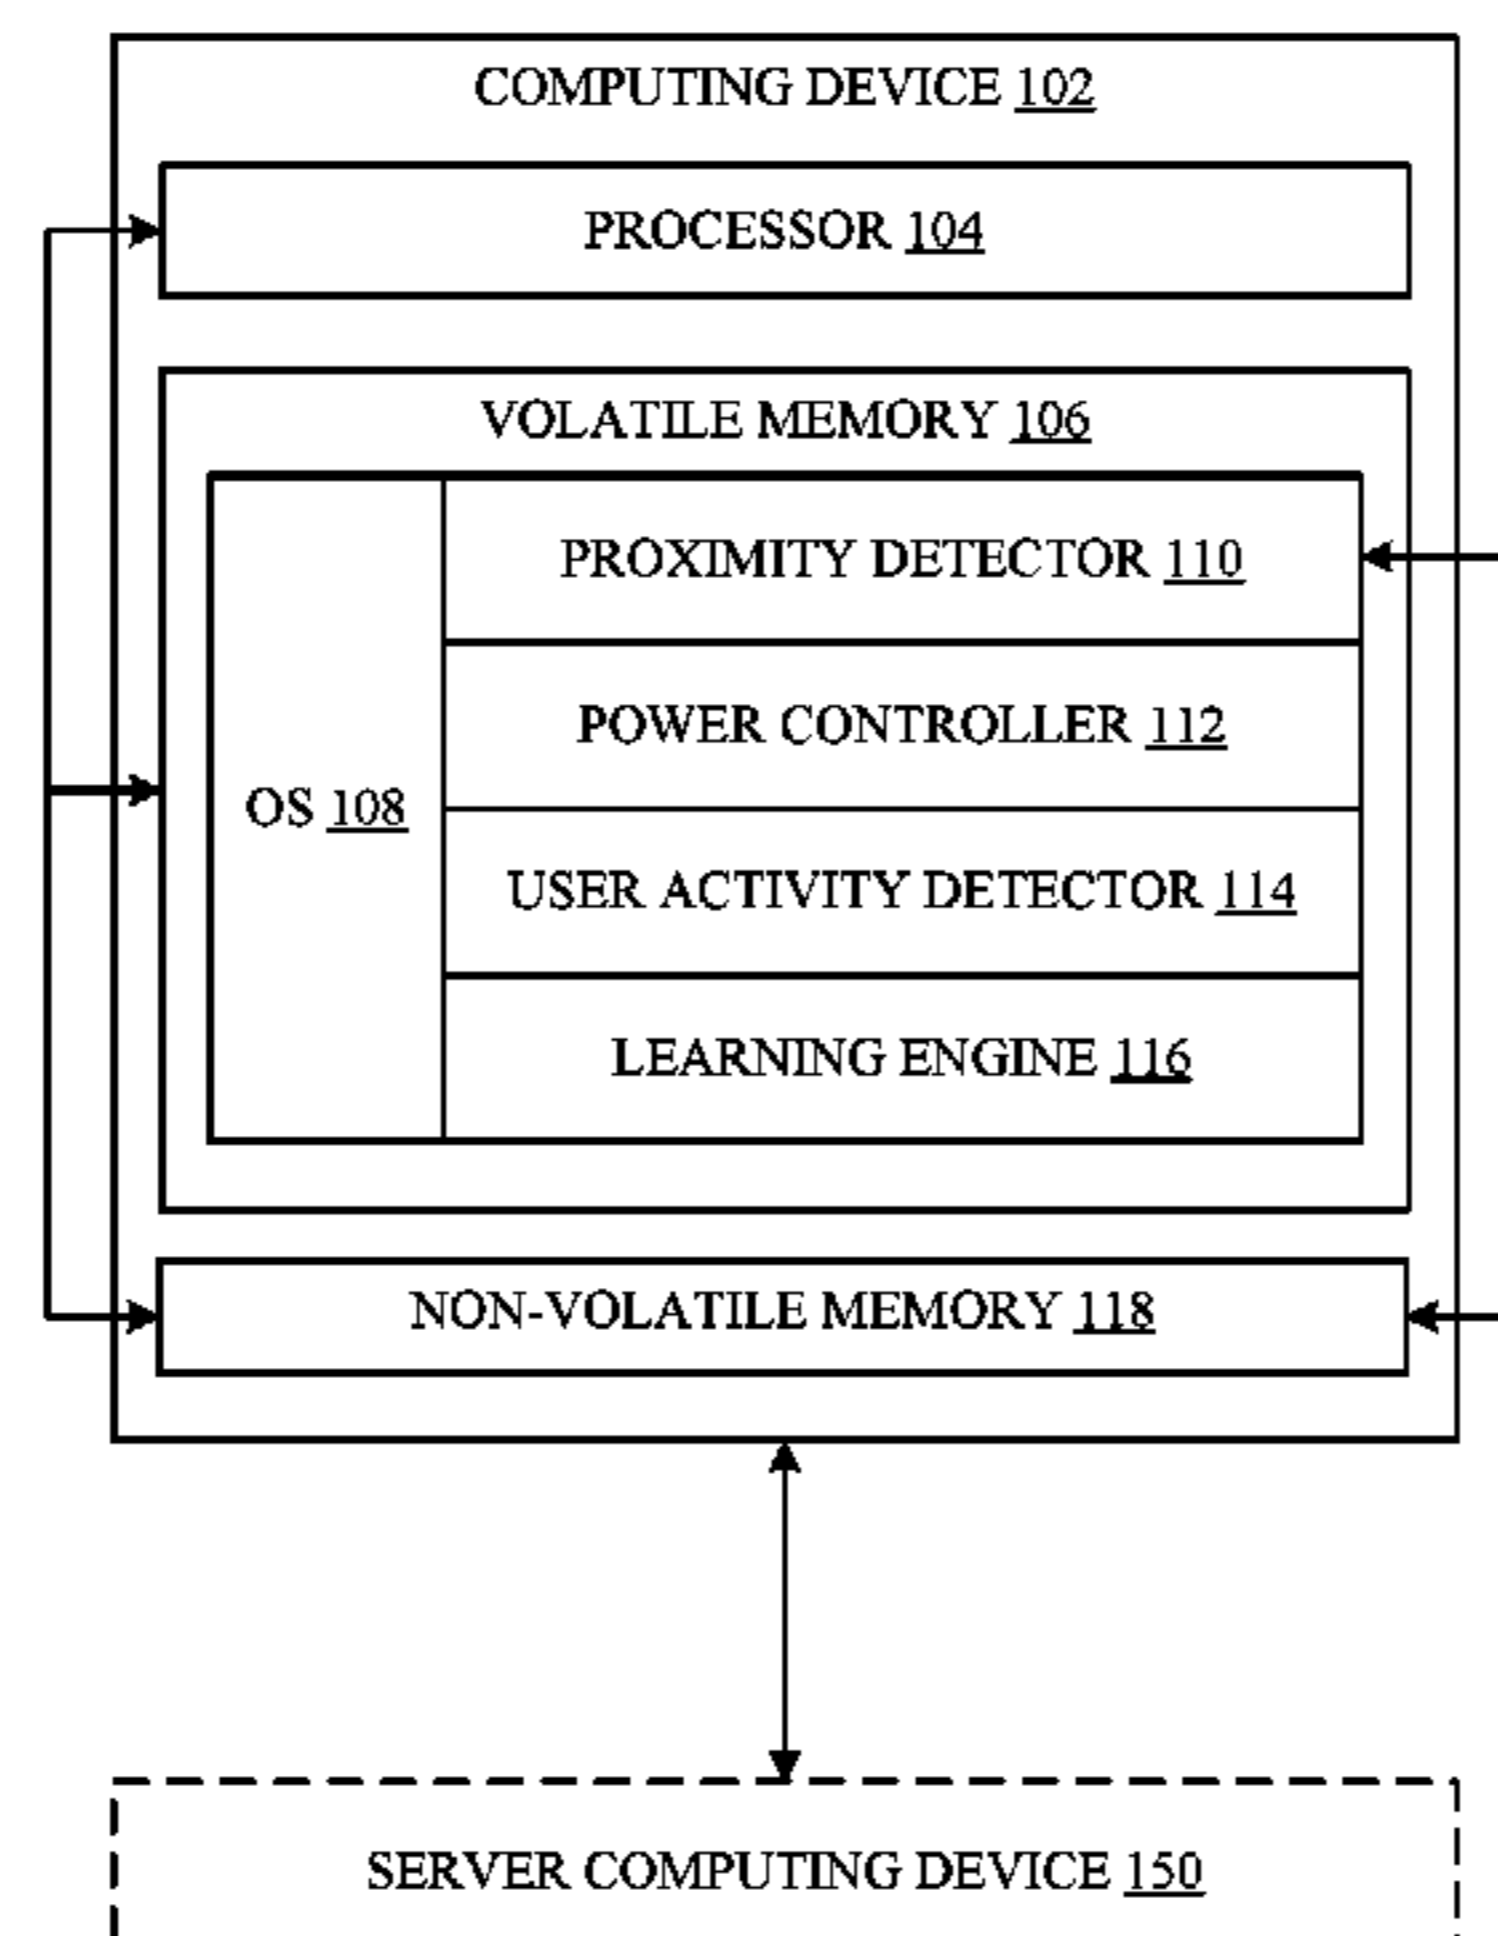 COMPUTING DEVICE 102
PROCESSOR 104
VOLATILE MEMORY 106
OS 108
PROXIMITY DETECTOR 110
POWER CONTROLLER 112
USER ACTIVITY DETECTOR 114
LEARNING ENGINE 116
NON-VOLATILE MEMORY 118
SERVER COMPUTING DEVICE 150